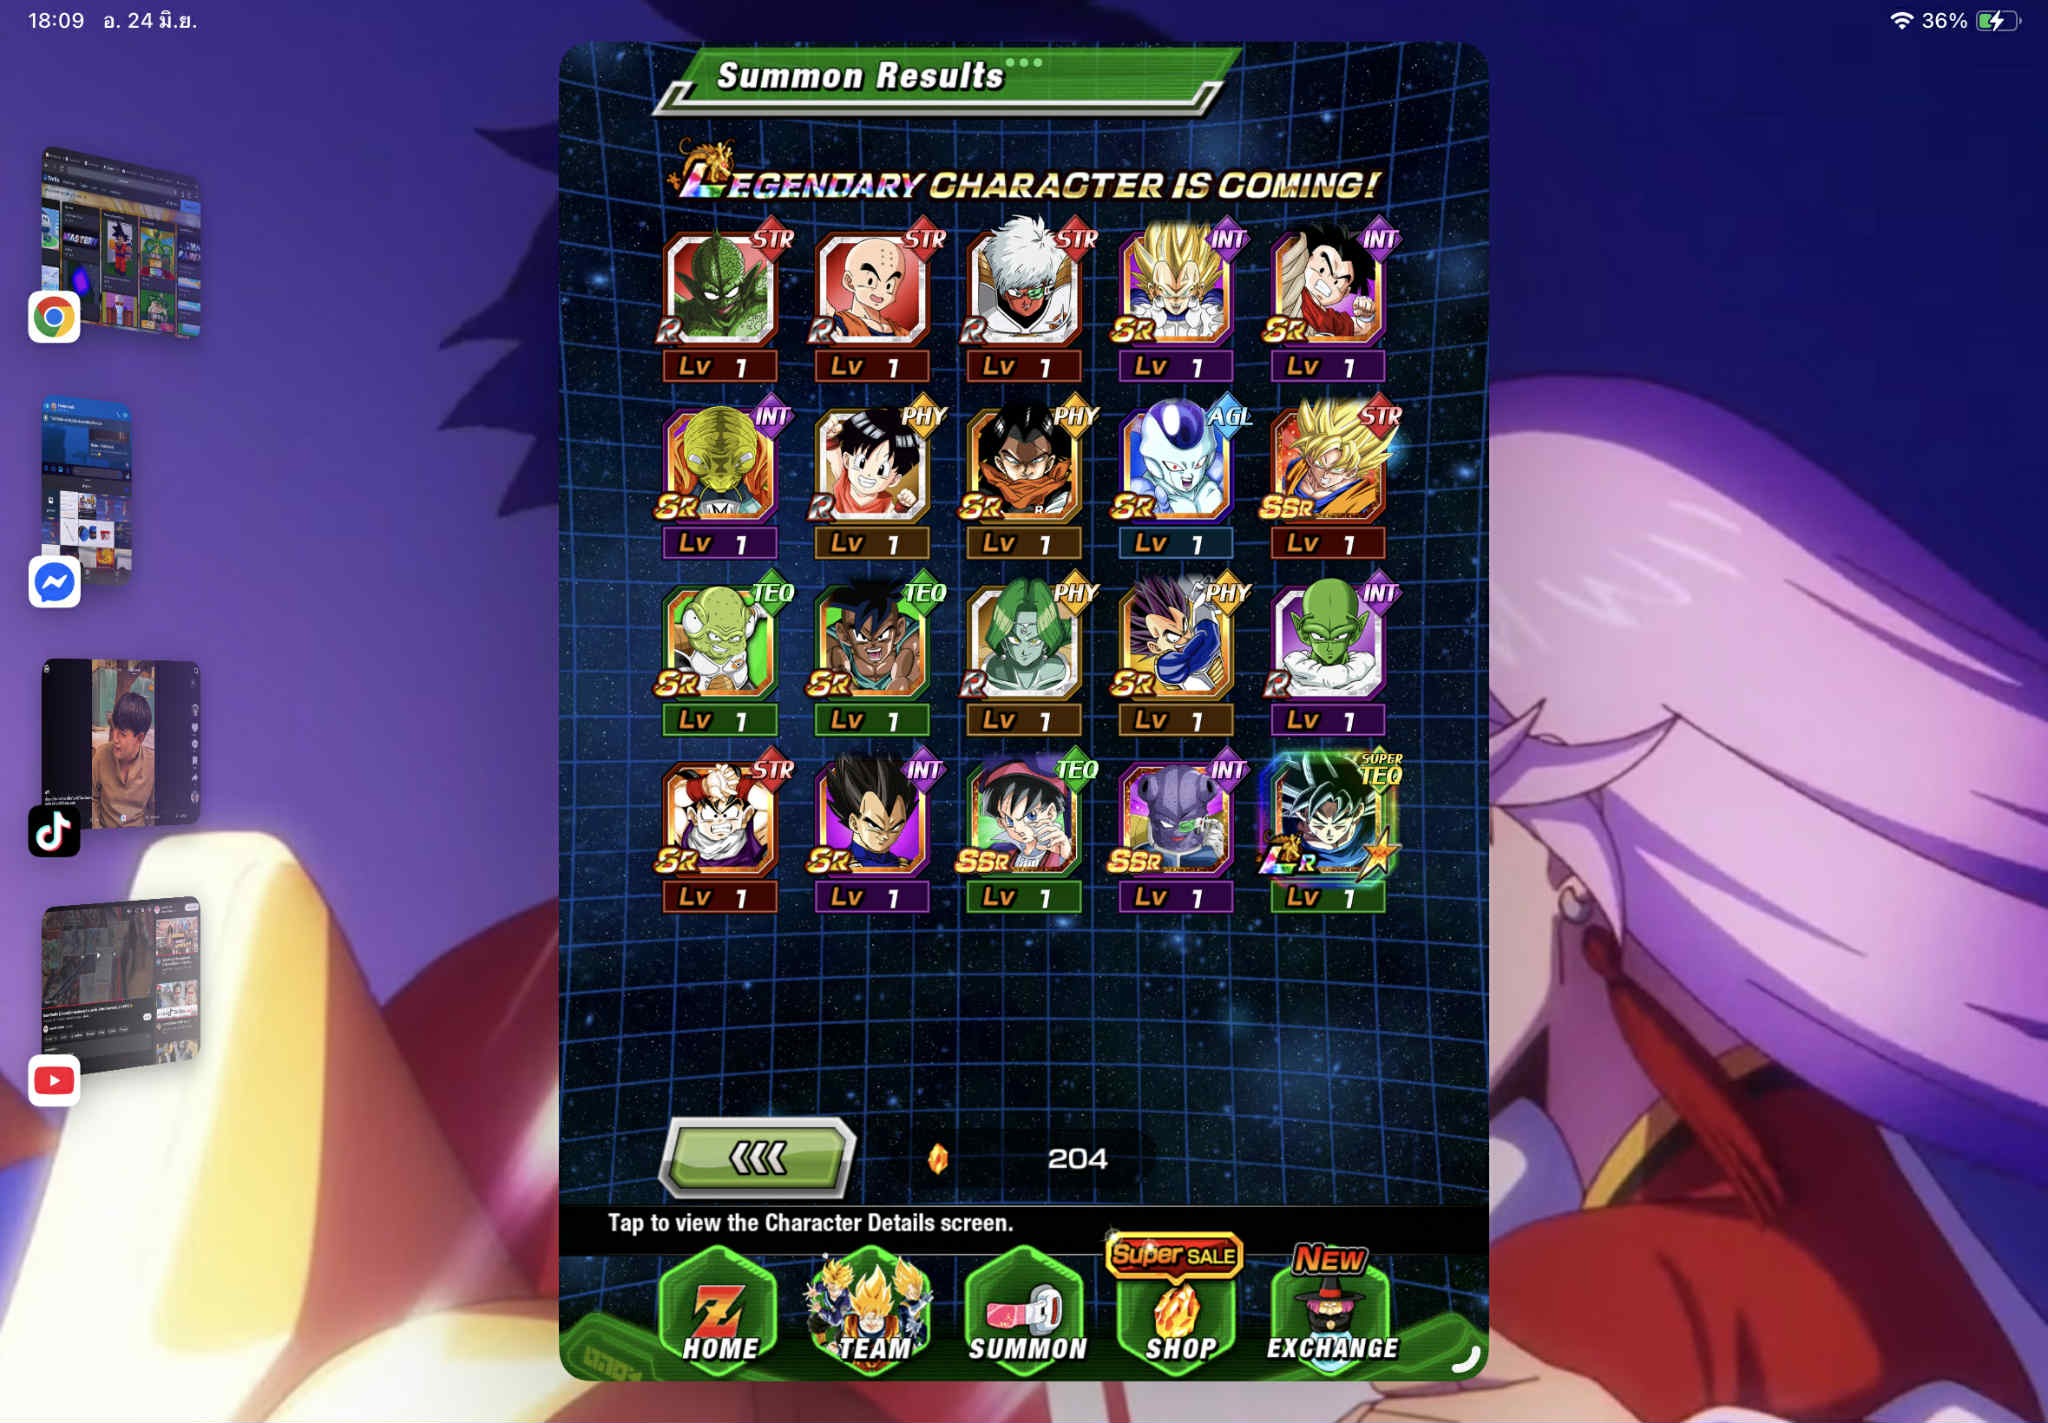 18:09 อ. 24 มิ.ย.
36%
Summon Results
LEGENDARY CHARACTER IS COMING!
STR STR STR INT INT
R R R SR SR
Lv 1 Lv 1 Lv 1 Lv 1 Lv 1
INT PHY PHY AGL STR
SR R SR SR SSR
Lv 1 Lv 1 Lv 1 Lv 1 Lv 1
TEQ TEQ PHY PHY INT
SR SR R SR R
Lv 1 Lv 1 Lv 1 Lv 1 Lv 1
STR INT TEQ INT SUPER TEQ
SR SR SSR SSR LR
Lv 1 Lv 1 Lv 1 Lv 1 Lv 1
204
Tap to view the Character Details screen.
Super SALE NEW
HOME TEAM SUMMON SHOP EXCHANGE